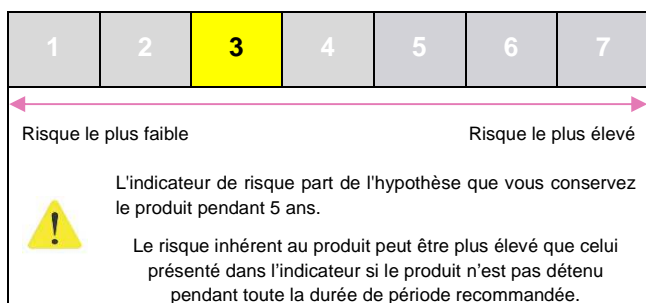 1 2 3 4 5 6 7
Risque le plus faible Risque le plus élevé
L'indicateur de risque part de l'hypothèse que vous conservez
le produit pendant 5 ans.
Le risque inhérent au produit peut être plus élevé que celui
présenté dans l’indicateur si le produit n’est pas détenu
pendant toute la durée de période recommandée.